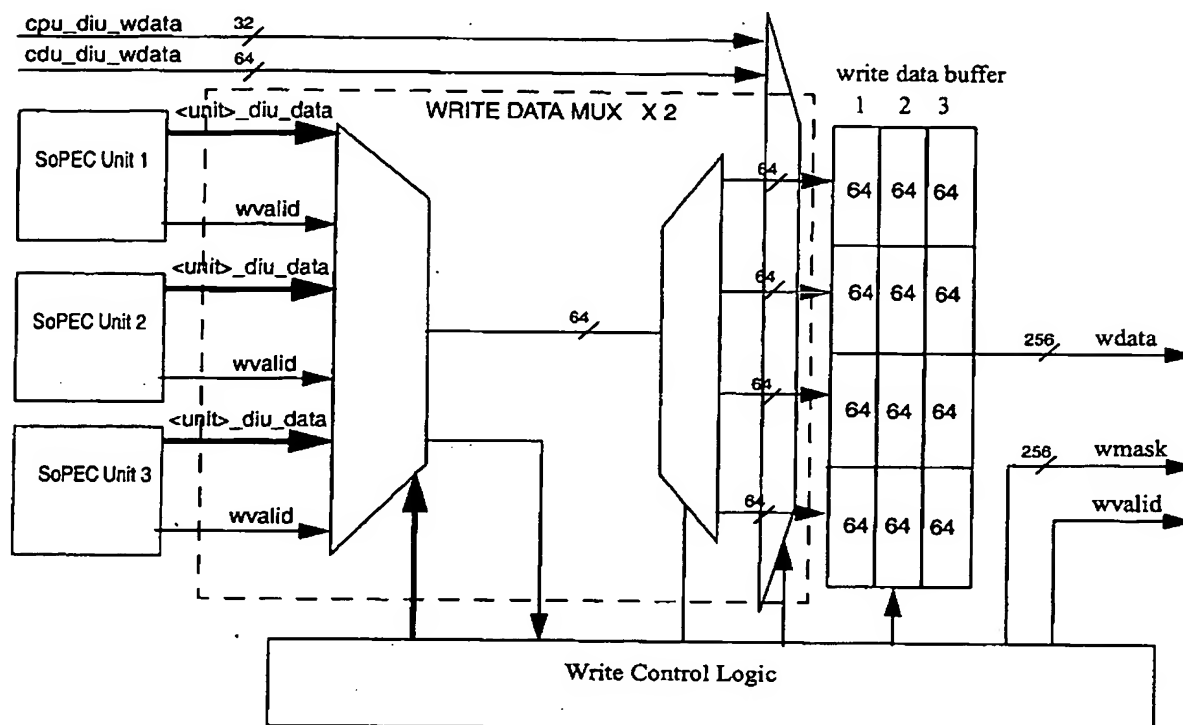 cpu_diu_wdata
32
cdu_diu_wdata
64
write data buffer
1 2 3
WRITE DATA MUX X 2
<unit>_diu_data
SoPEC Unit 1
wvalid
<unit>_diu_data
SoPEC Unit 2
wvalid
<unit>_diu_data
SoPEC Unit 3
wvalid
64
64
64
64
64
64 64 64
64 64 64
64 64 64
64 64 64
256
wdata
256
wmask
wvalid
Write Control Logic